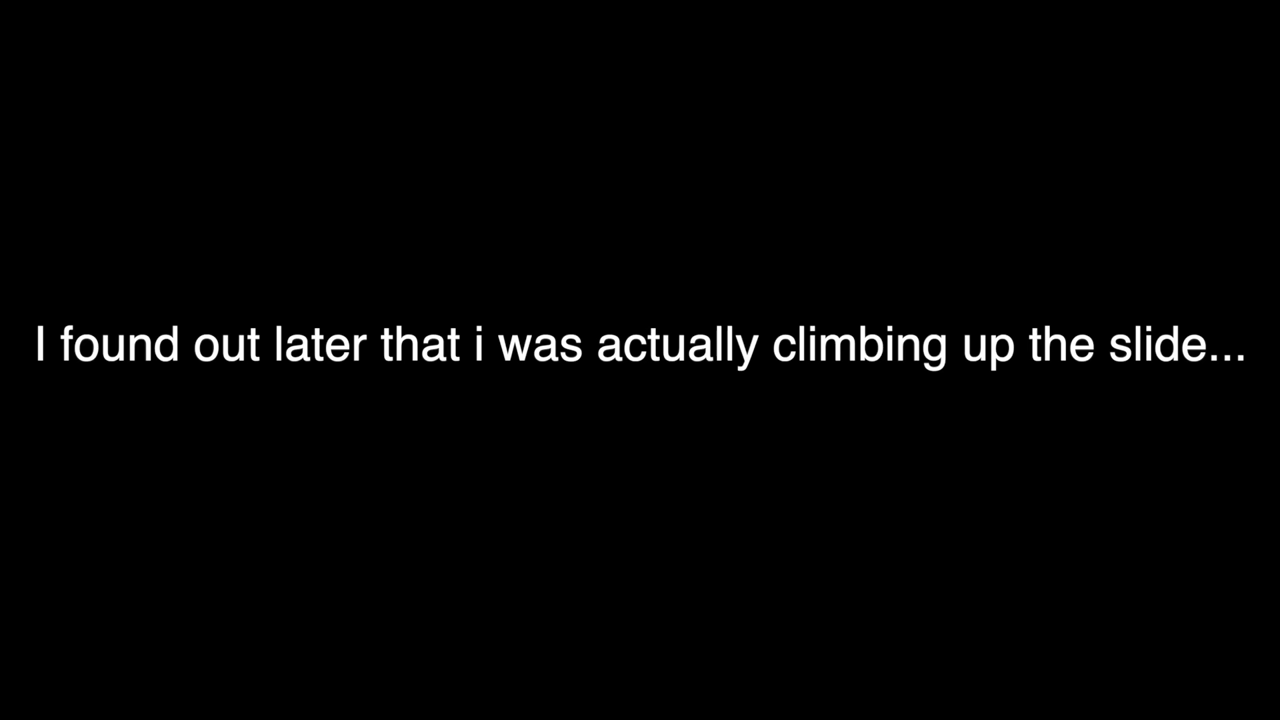 I found out later that i was actually climbing up the slide...